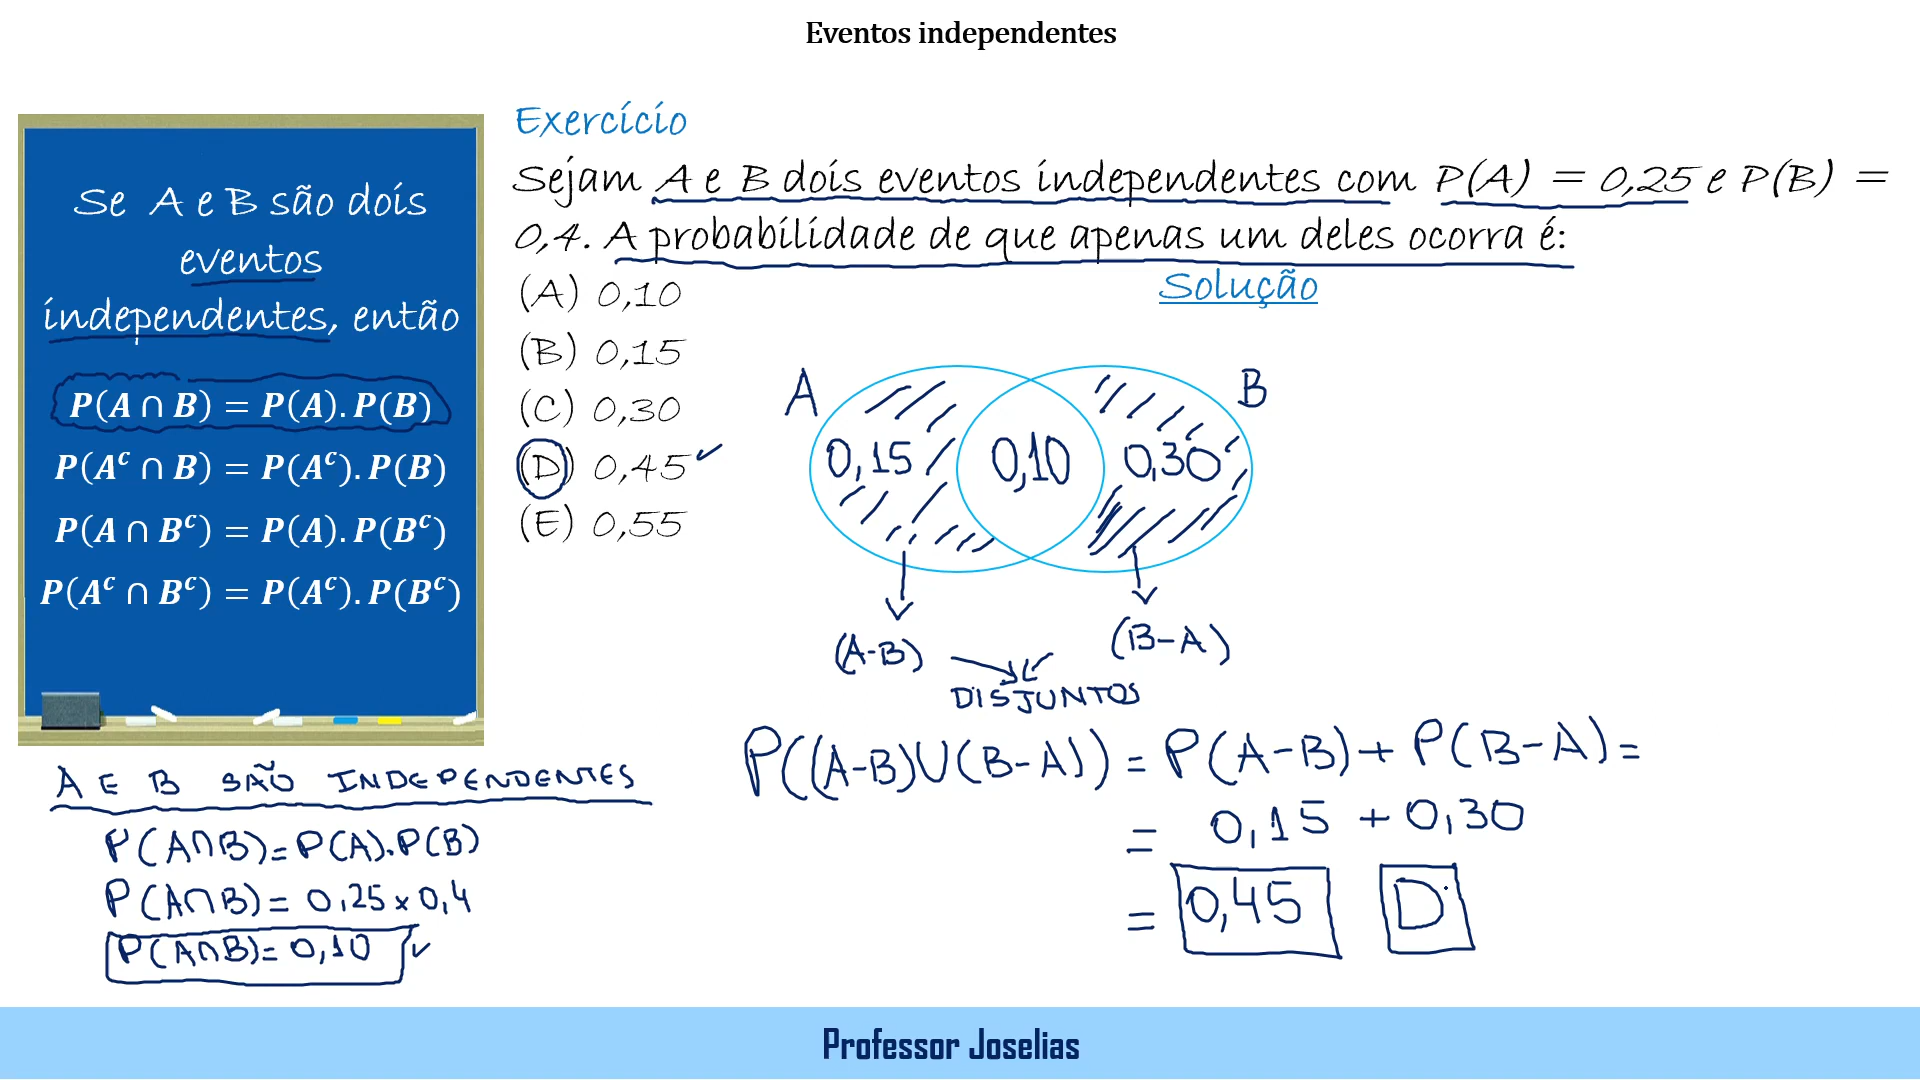 Eventos independentes
Se A e B são dois
eventos
independentes, então
P(A ∩ B) = P(A). P(B)
P(Aᶜ ∩ B) = P(Aᶜ). P(B)
P(A ∩ Bᶜ) = P(A). P(Bᶜ)
P(Aᶜ ∩ Bᶜ) = P(Aᶜ). P(Bᶜ)
Exercício
Sejam A e B dois eventos independentes com P(A) = 0,25 e P(B) =
0,4. A probabilidade de que apenas um deles ocorra é:
(A) 0,10
(B) 0,15
(C) 0,30
(D) 0,45 ✓
(E) 0,55
Solução
A B
0,15 0,10 0,30
(A-B) (B-A)
DISJUNTOS
P((A-B)∪(B-A)) = P(A-B) + P(B-A) =
= 0,15 + 0,30
= 0,45 D
A E B SÃO INDEPENDENTES
P(A∩B) = P(A).P(B)
P(A∩B) = 0,25 x 0,4
P(A∩B) = 0,10 ✓
Professor Joselias